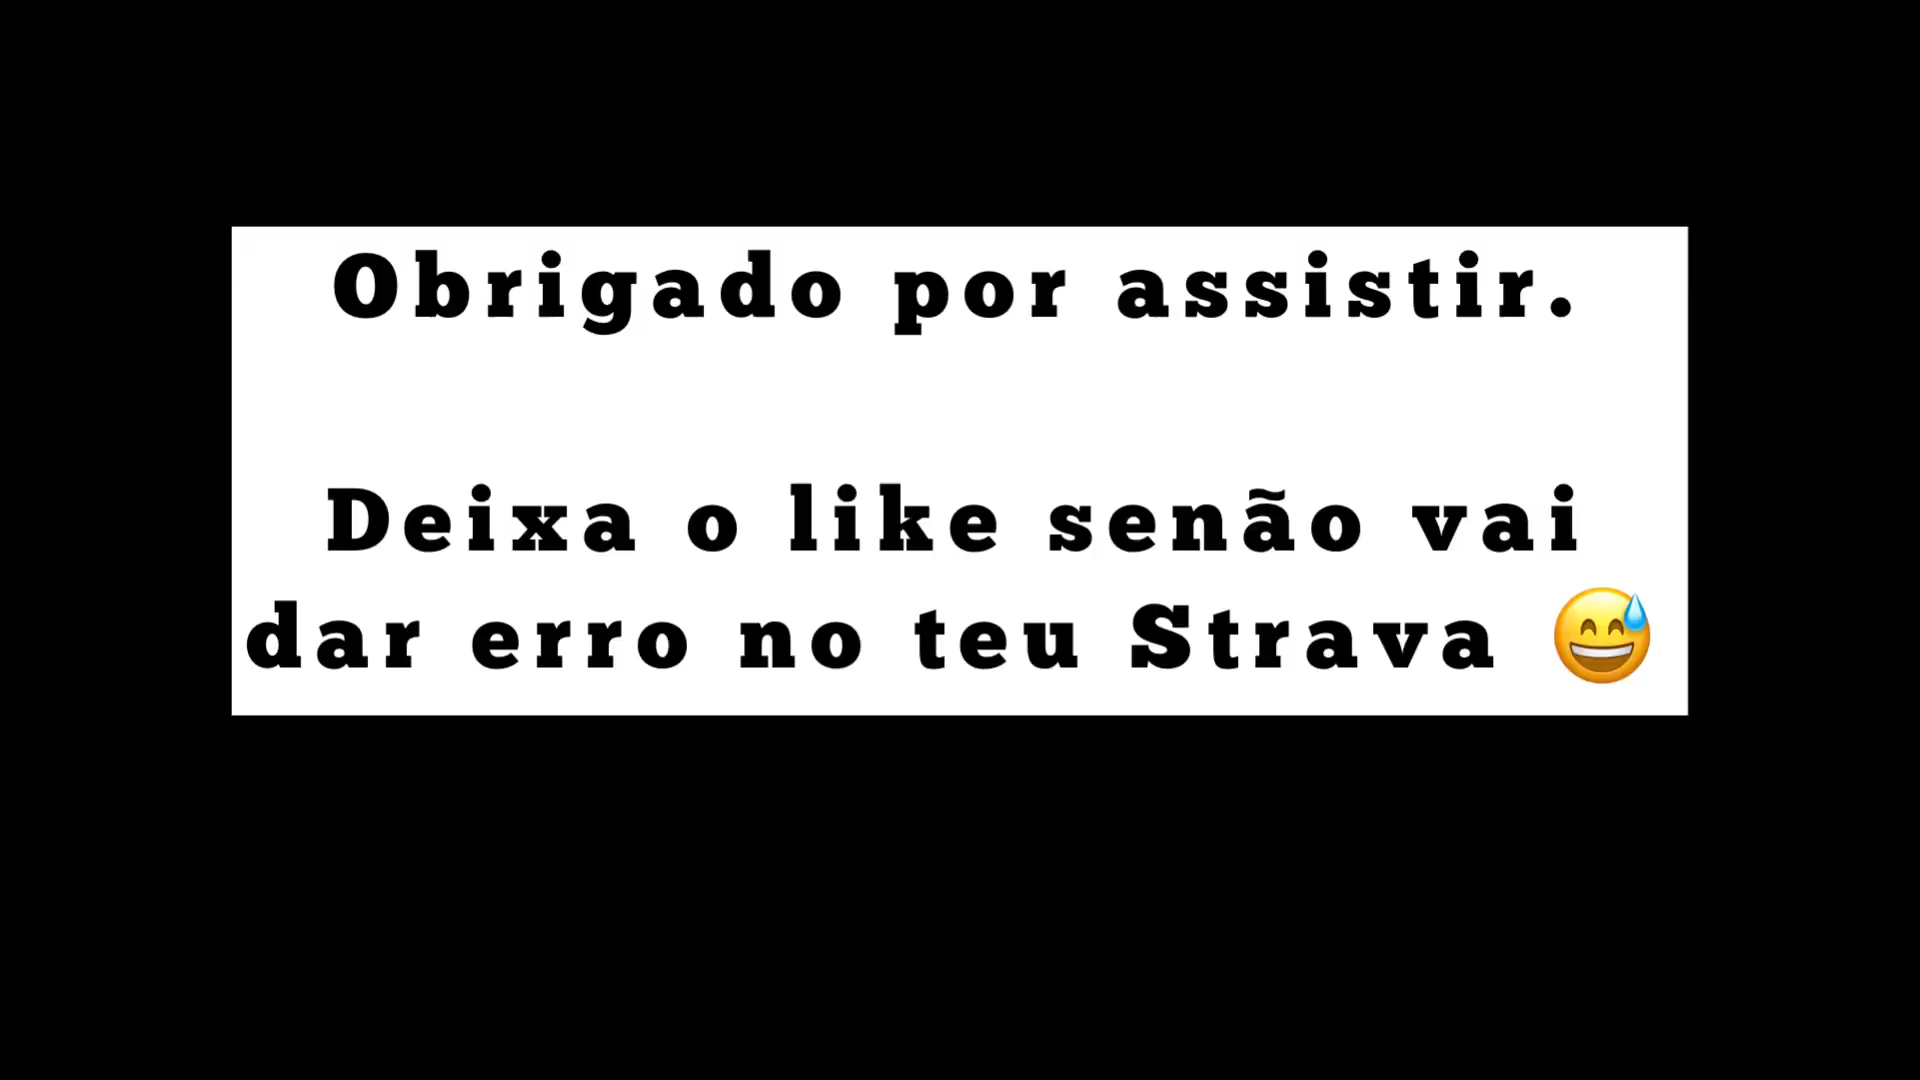 Obrigado por assistir.
Deixa o like senão vai
dar erro no teu Strava 😅